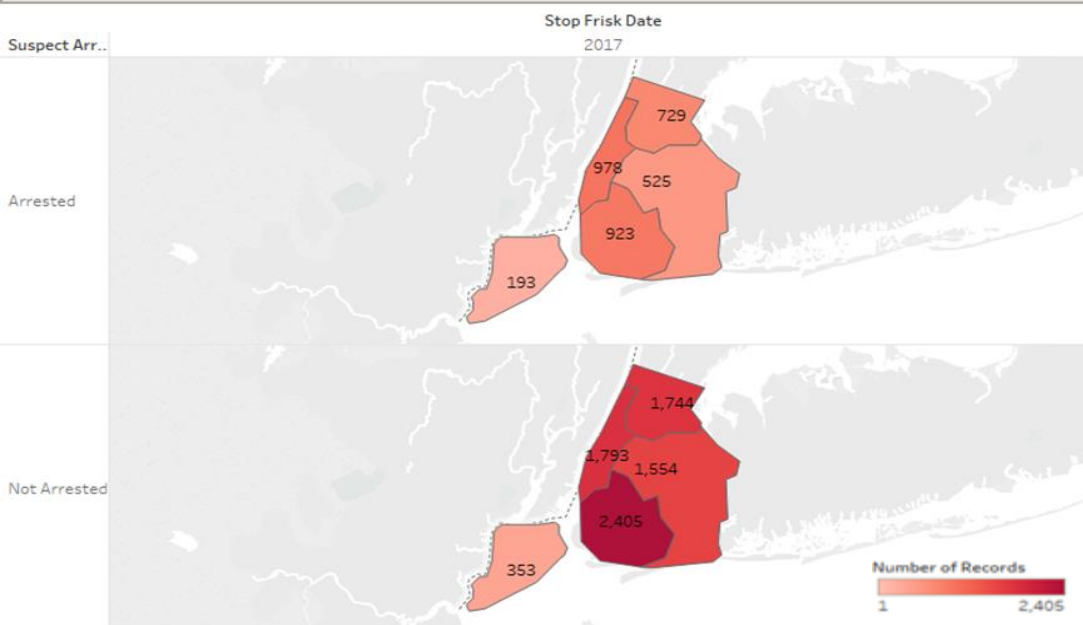 Stop Frisk Date
Suspect Arr.. 2017
729
978
525
Arrested
923
193
1,744
1,793
1,554
Not Arrested
2,405
353
Number of Records
1 2,405